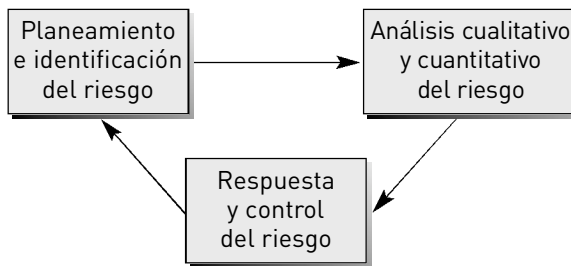 Planeamiento
e identificación
del riesgo
Análisis cualitativo
y cuantitativo
del riesgo
Respuesta
y control
del riesgo